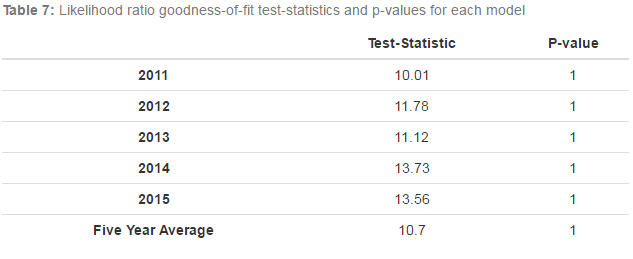 Table 7: Likelihood ratio goodness-of-fit test-statistics and p-values for each model
Test-Statistic P-value
2011 10.01 1
2012 11.78 1
2013 11.12 1
2014 13.73 1
2015 13.56 1
Five Year Average 10.7 1